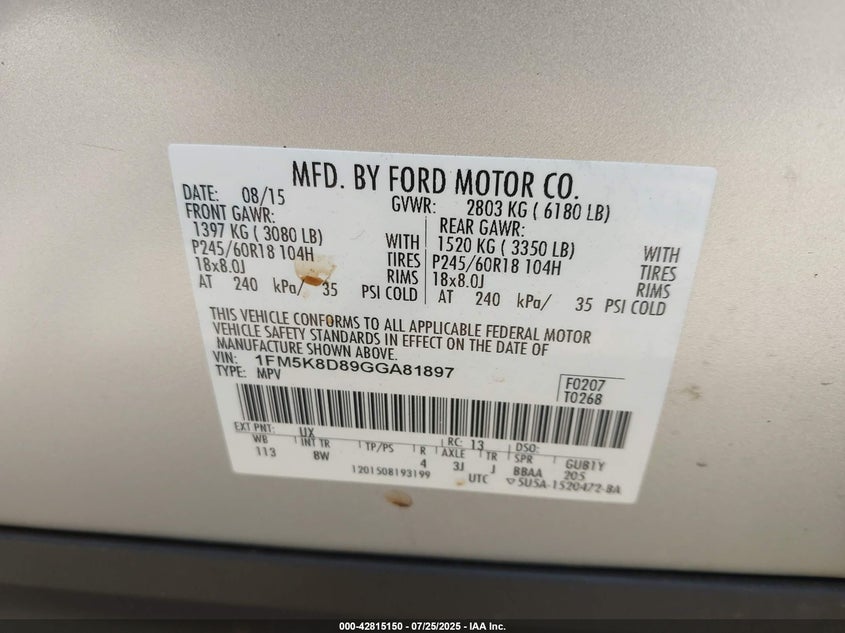 MFD. BY FORD MOTOR CO.
DATE: 08/15 GVWR: 2803 KG ( 6180 LB)
FRONT GAWR: REAR GAWR:
1397 KG ( 3080 LB) WITH 1520 KG ( 3350 LB) WITH
P245/60R18 104H TIRES P245/60R18 104H TIRES
18x8.0J RIMS 18x8.0J RIMS
AT 240 kPa/ 35 PSI COLD AT 240 kPa/ 35 PSI COLD
THIS VEHICLE CONFORMS TO ALL APPLICABLE FEDERAL MOTOR
VEHICLE SAFETY STANDARDS IN EFFECT ON THE DATE OF
MANUFACTURE SHOWN ABOVE.
VIN: 1FM5K8D89GGA81897
TYPE: MPV
F0207
T0268
EXT PNT: UX RC: 13 DSO:
WB INT TR TP/PS R AXLE TR SPR GUB1Y
113 BW 4 3J J BBAA 205
1201508193199 UTC ▽ SU5A-1520472-BA
000-42815150 - 07/25/2025 - IAA Inc.